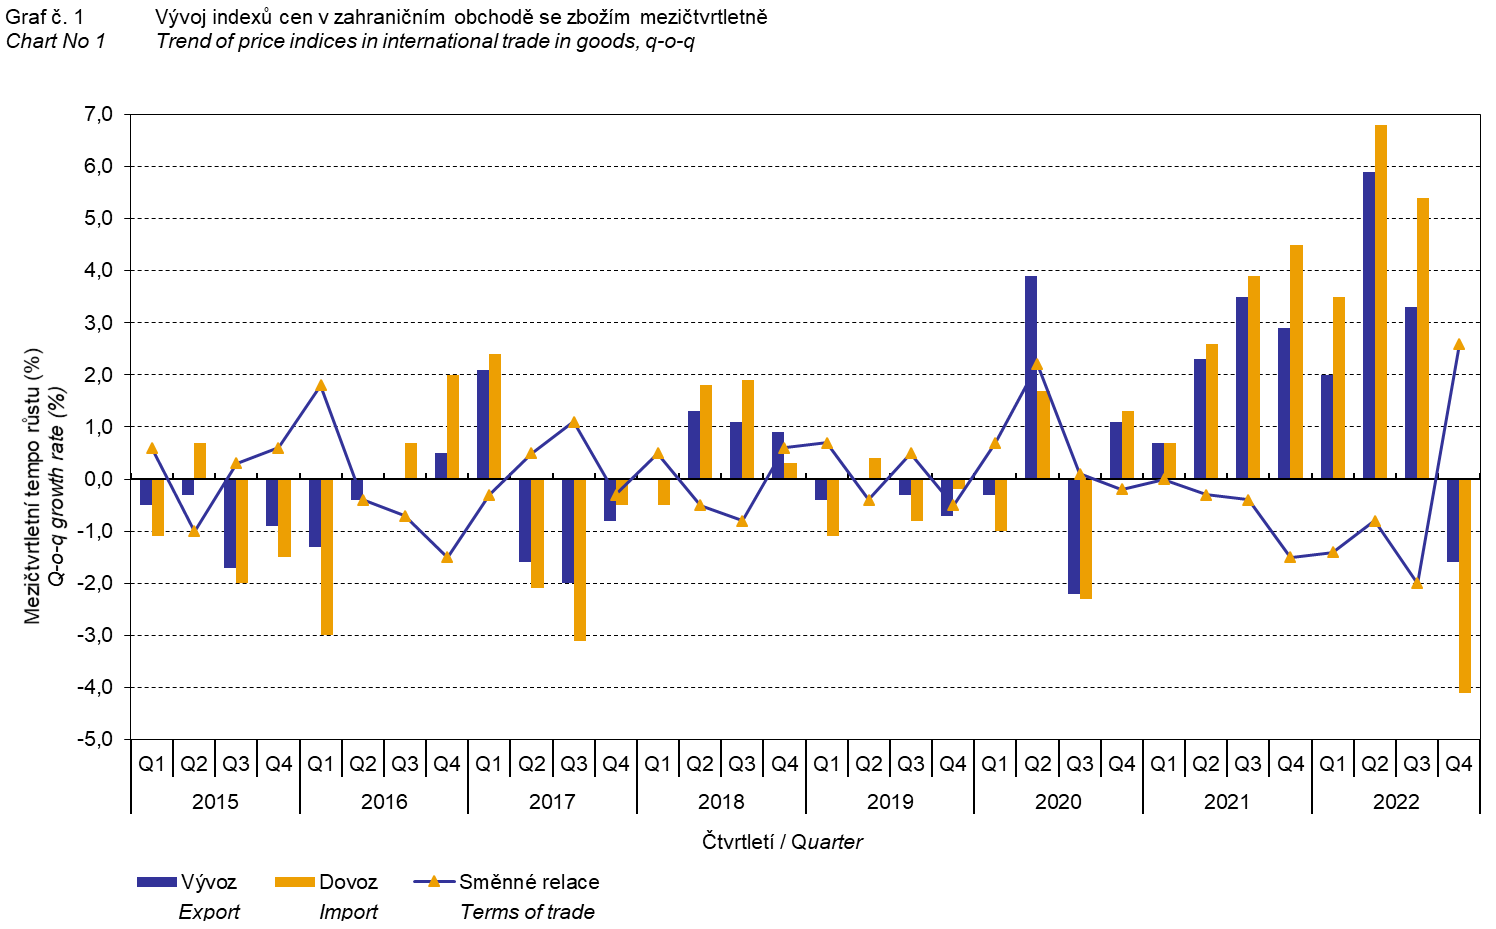 Graf č. 1 Vývoj indexů cen v zahraničním obchodě se zbožím mezičtvrtletně
Chart No 1 Trend of price indices in international trade in goods, q-o-q
Mezičtvrtletní tempo růstu (%)
Q-o-q growth rate (%)
7,0
6,0
5,0
4,0
3,0
2,0
1,0
0,0
-1,0
-2,0
-3,0
-4,0
-5,0
Q1 Q2 Q3 Q4 Q1 Q2 Q3 Q4 Q1 Q2 Q3 Q4 Q1 Q2 Q3 Q4 Q1 Q2 Q3 Q4 Q1 Q2 Q3 Q4 Q1 Q2 Q3 Q4 Q1 Q2 Q3 Q4
2015 2016 2017 2018 2019 2020 2021 2022
Čtvrtletí / Quarter
Vývoz Dovoz Směnné relace
Export Import Terms of trade